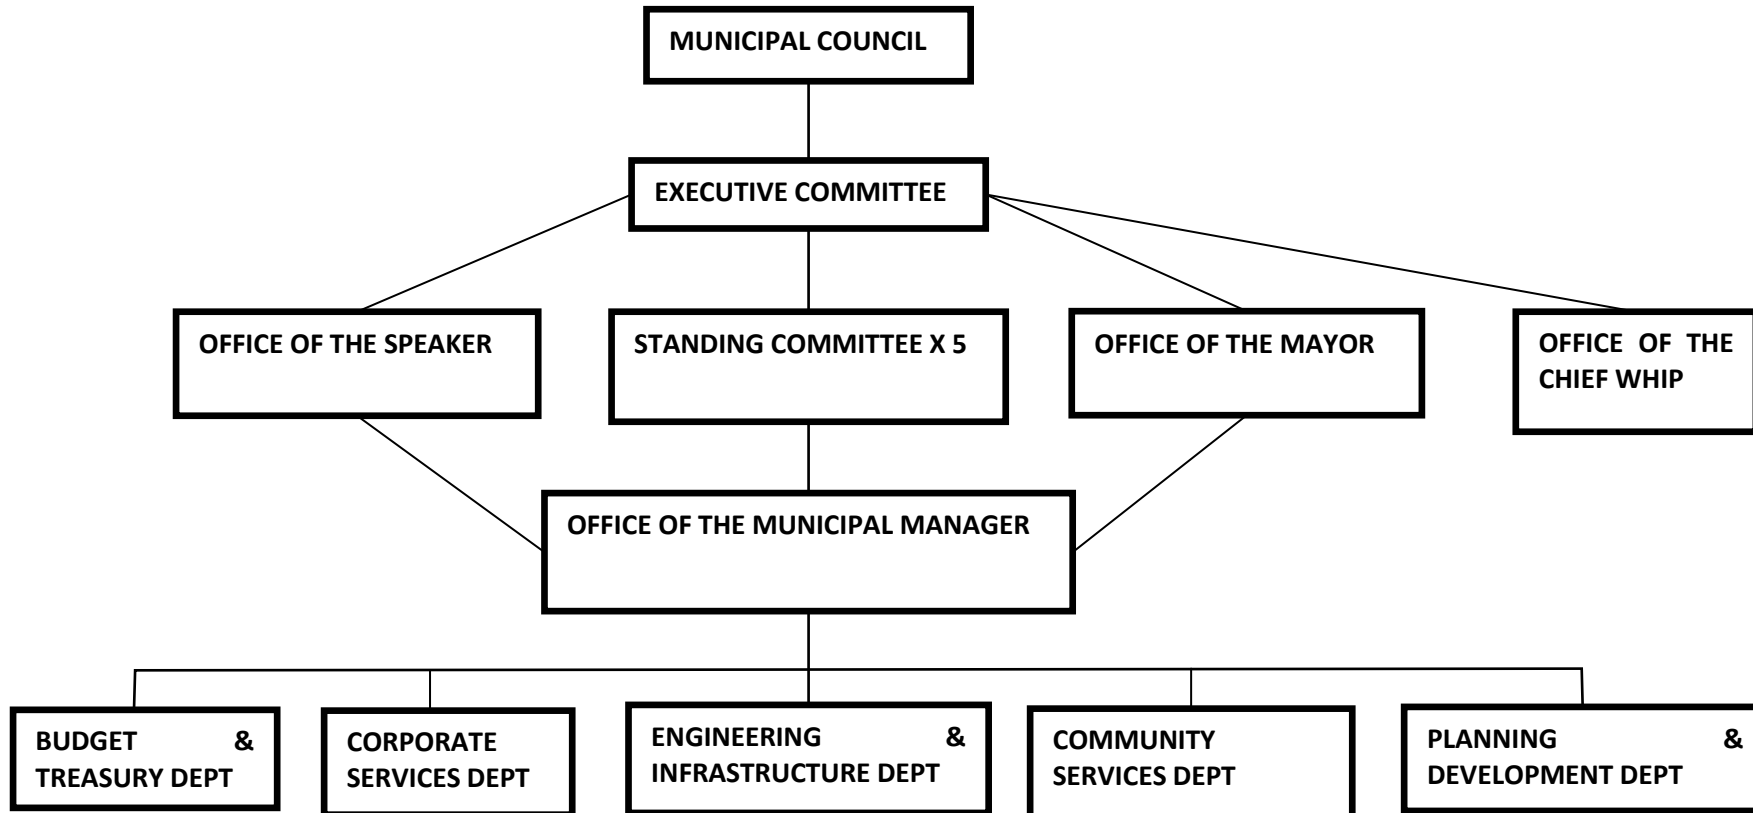 MUNICIPAL COUNCIL
EXECUTIVE COMMITTEE
OFFICE OF THE SPEAKER
STANDING COMMITTEE X 5
OFFICE OF THE MAYOR
OFFICE OF THE
CHIEF WHIP
OFFICE OF THE MUNICIPAL MANAGER
BUDGET &
TREASURY DEPT
CORPORATE
SERVICES DEPT
ENGINEERING &
INFRASTRUCTURE DEPT
COMMUNITY
SERVICES DEPT
PLANNING &
DEVELOPMENT DEPT